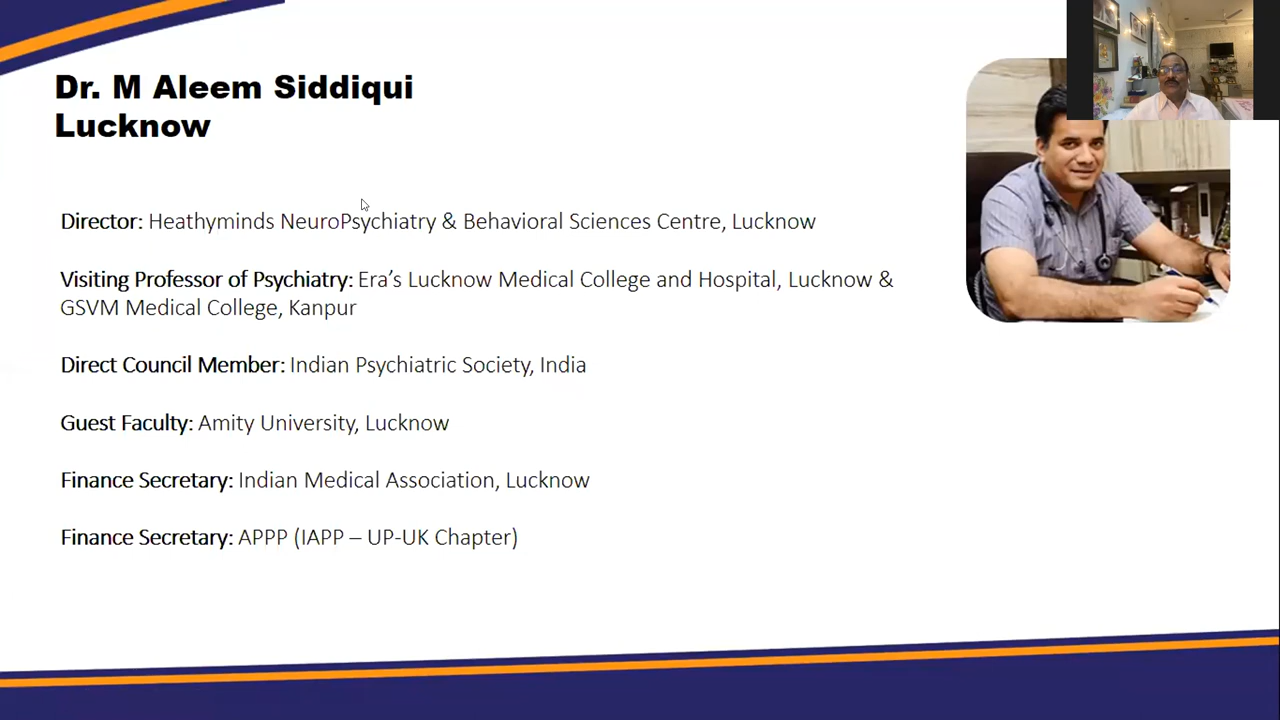 Dr. M Aleem Siddiqui
Lucknow
Director: Heathyminds NeuroPsychiatry & Behavioral Sciences Centre, Lucknow
Visiting Professor of Psychiatry: Era’s Lucknow Medical College and Hospital, Lucknow &
GSVM Medical College, Kanpur
Direct Council Member: Indian Psychiatric Society, India
Guest Faculty: Amity University, Lucknow
Finance Secretary: Indian Medical Association, Lucknow
Finance Secretary: APPP (IAPP – UP-UK Chapter)